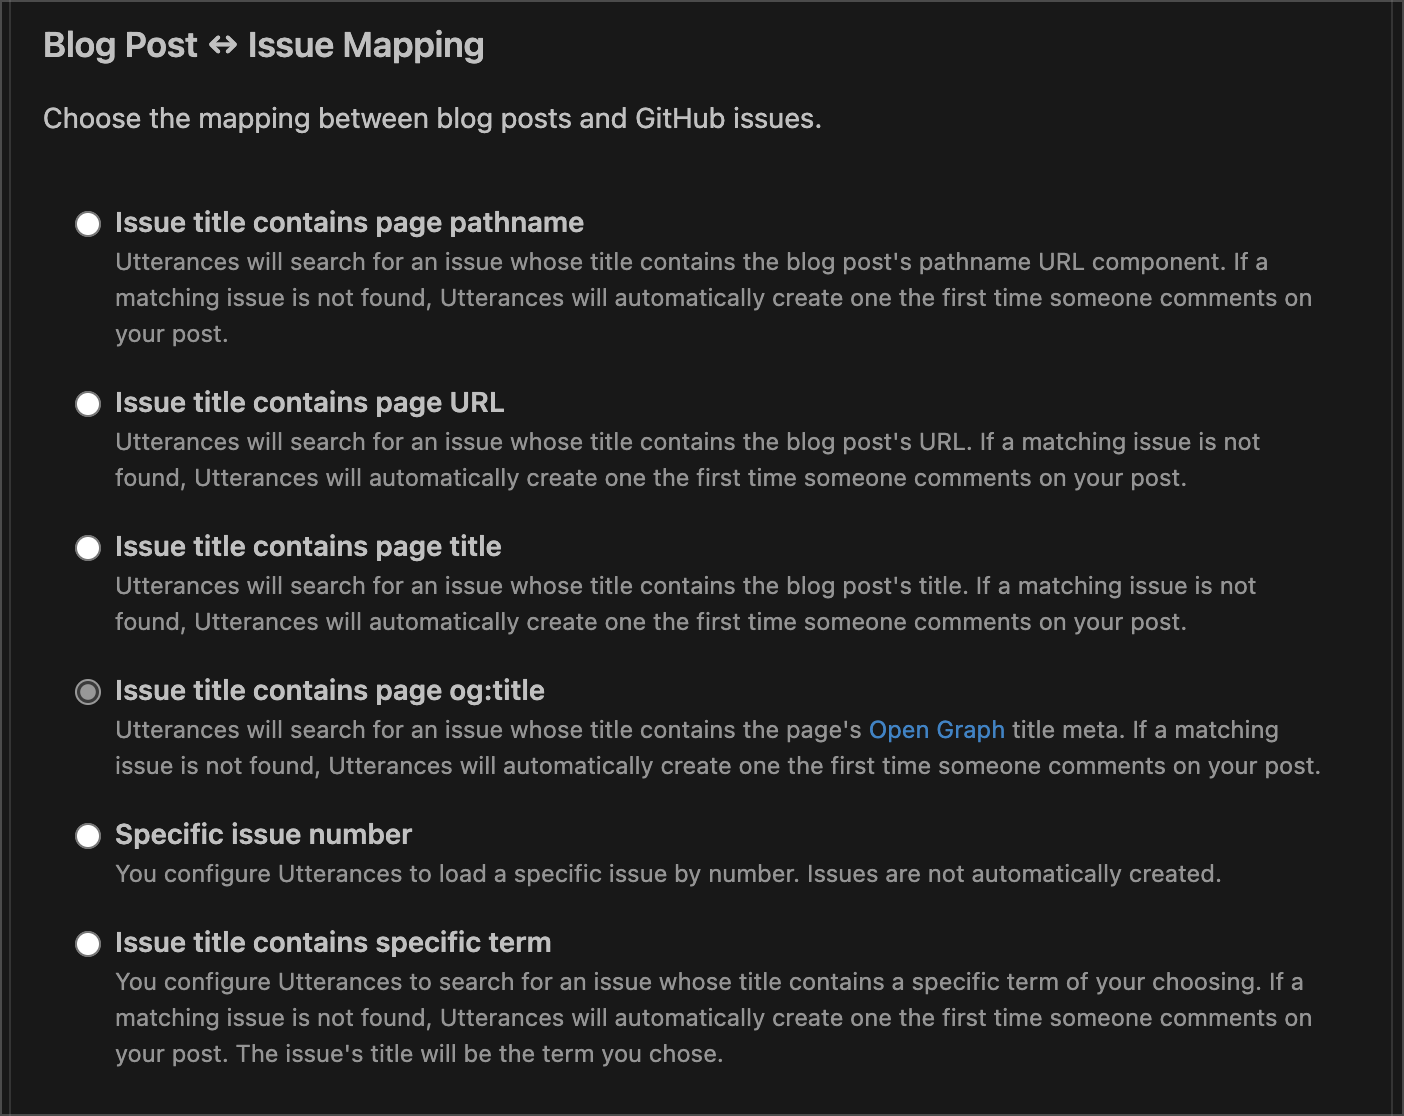 Blog Post ↔ Issue Mapping
Choose the mapping between blog posts and GitHub issues.
Issue title contains page pathname
Utterances will search for an issue whose title contains the blog post's pathname URL component. If a
matching issue is not found, Utterances will automatically create one the first time someone comments on
your post.
Issue title contains page URL
Utterances will search for an issue whose title contains the blog post's URL. If a matching issue is not
found, Utterances will automatically create one the first time someone comments on your post.
Issue title contains page title
Utterances will search for an issue whose title contains the blog post's title. If a matching issue is not
found, Utterances will automatically create one the first time someone comments on your post.
Issue title contains page og:title
Utterances will search for an issue whose title contains the page's Open Graph title meta. If a matching
issue is not found, Utterances will automatically create one the first time someone comments on your post.
Specific issue number
You configure Utterances to load a specific issue by number. Issues are not automatically created.
Issue title contains specific term
You configure Utterances to search for an issue whose title contains a specific term of your choosing. If a
matching issue is not found, Utterances will automatically create one the first time someone comments on
your post. The issue's title will be the term you chose.